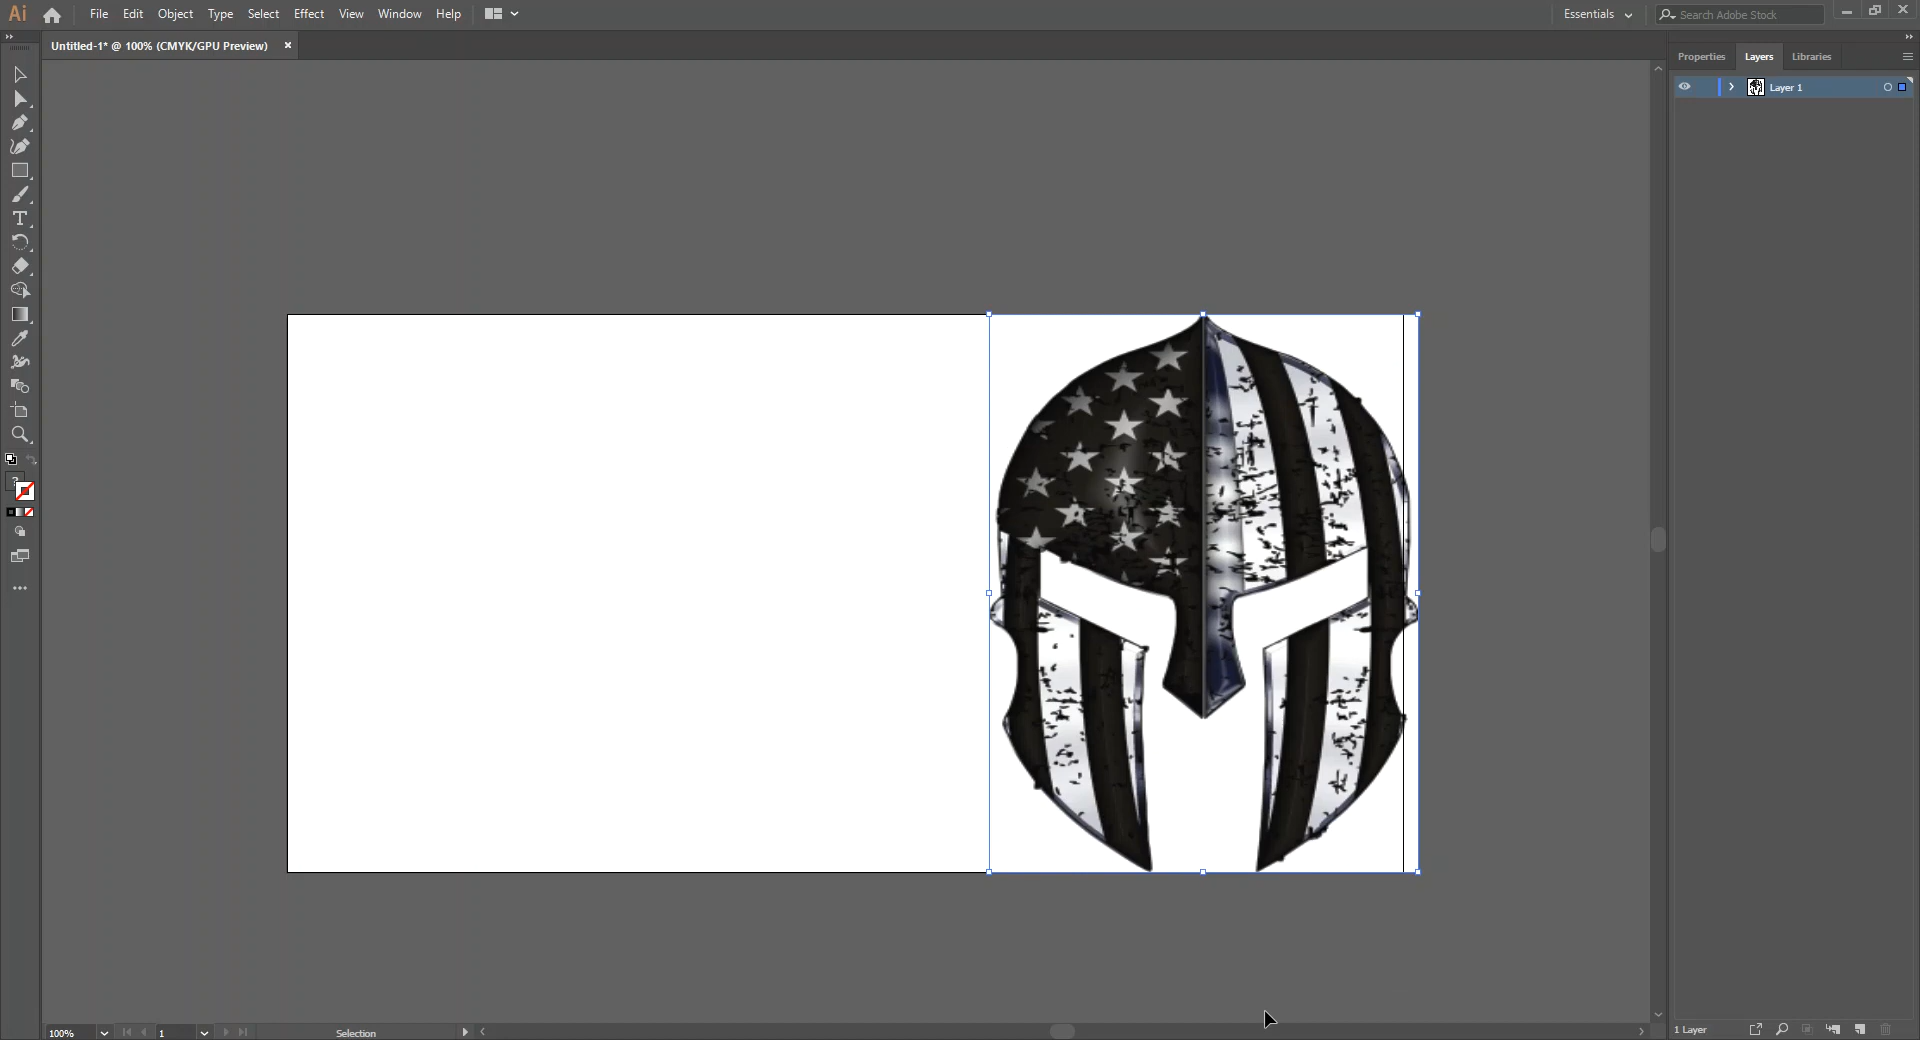 Ai File Edit Object Type Select Effect View Window Help Essentials Search Adobe Stock
Untitled-1* @ 100% (CMYK/GPU Preview) ×
Properties Layers Libraries
Layer 1
T
?
100% 1 Selection 1 Layer